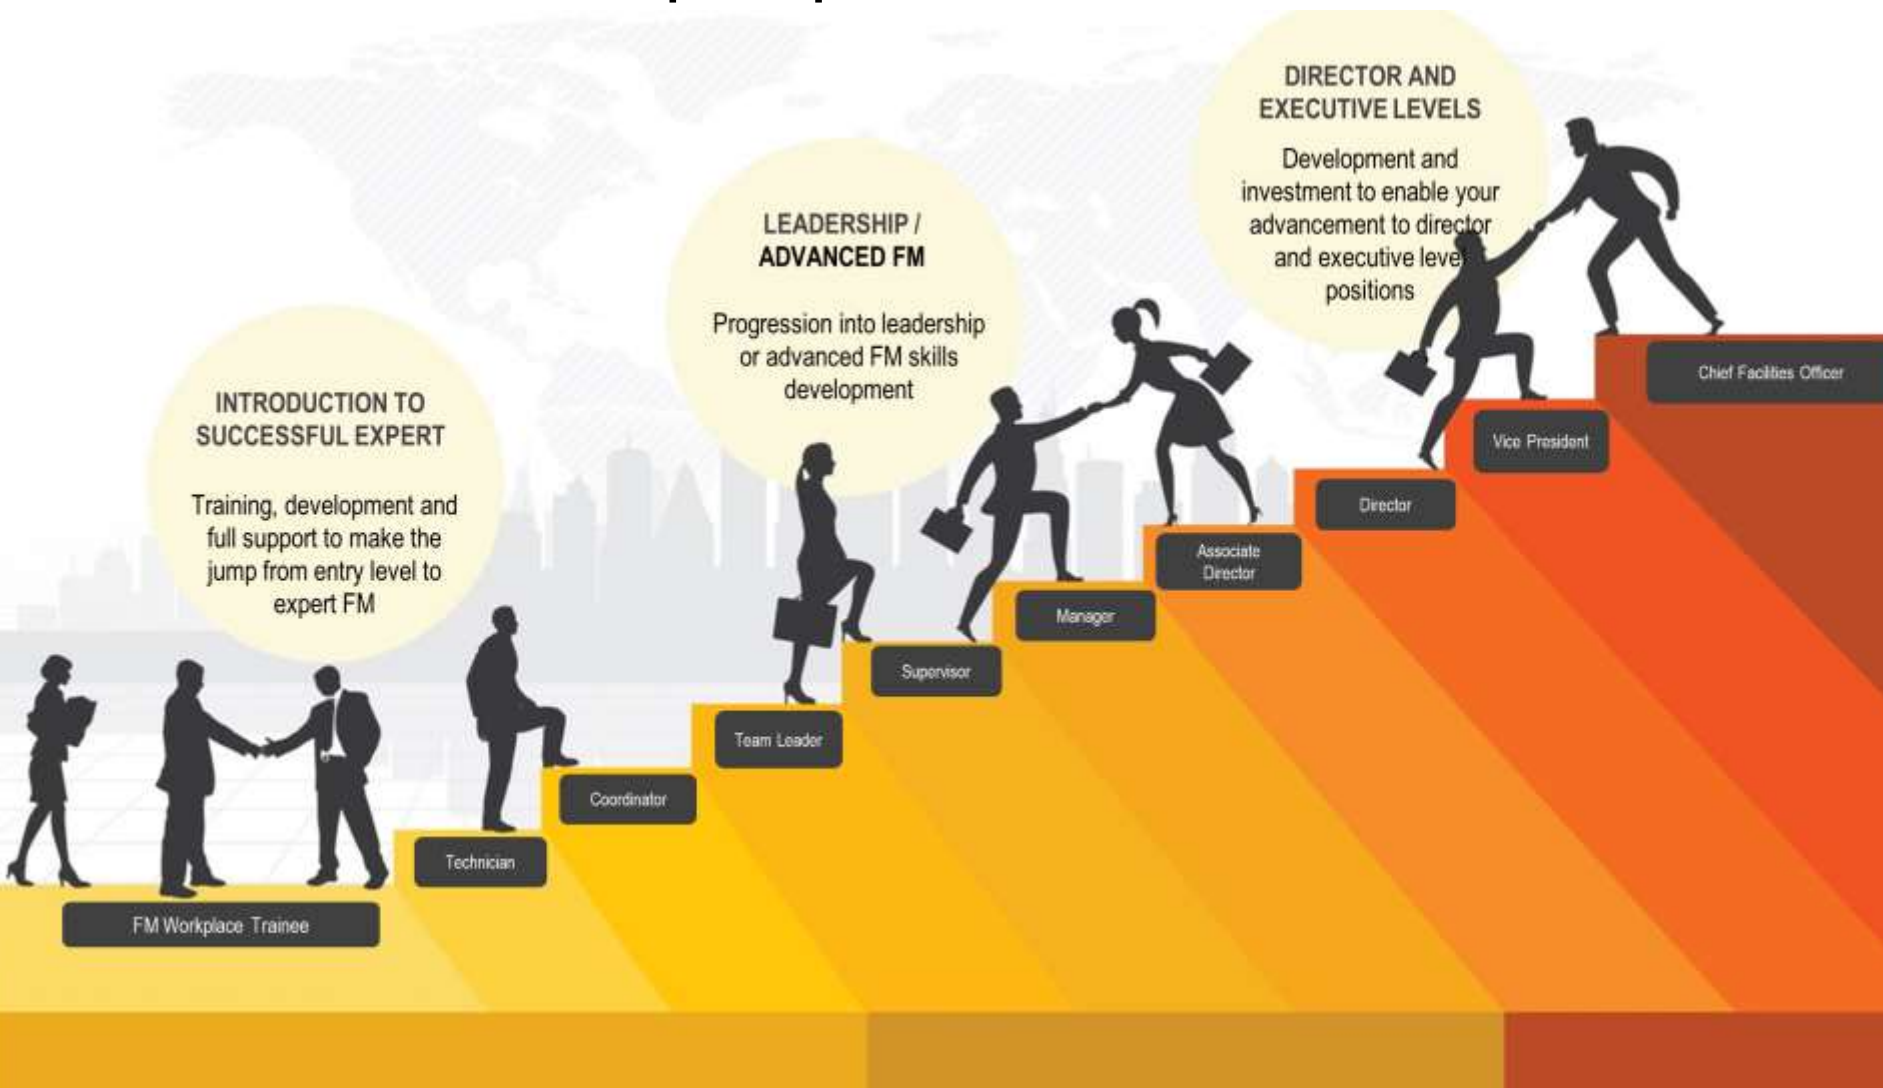 INTRODUCTION TO
SUCCESSFUL EXPERT
Training, development and
full support to make the
jump from entry level to
expert FM
LEADERSHIP /
ADVANCED FM
Progression into leadership
or advanced FM skills
development
DIRECTOR AND
EXECUTIVE LEVELS
Development and
investment to enable your
advancement to director
and executive level
positions
FM Workplace Trainee
Technician
Coordinator
Team Leader
Supervisor
Manager
Associate
Director
Director
Vice President
Chief Facilities Officer